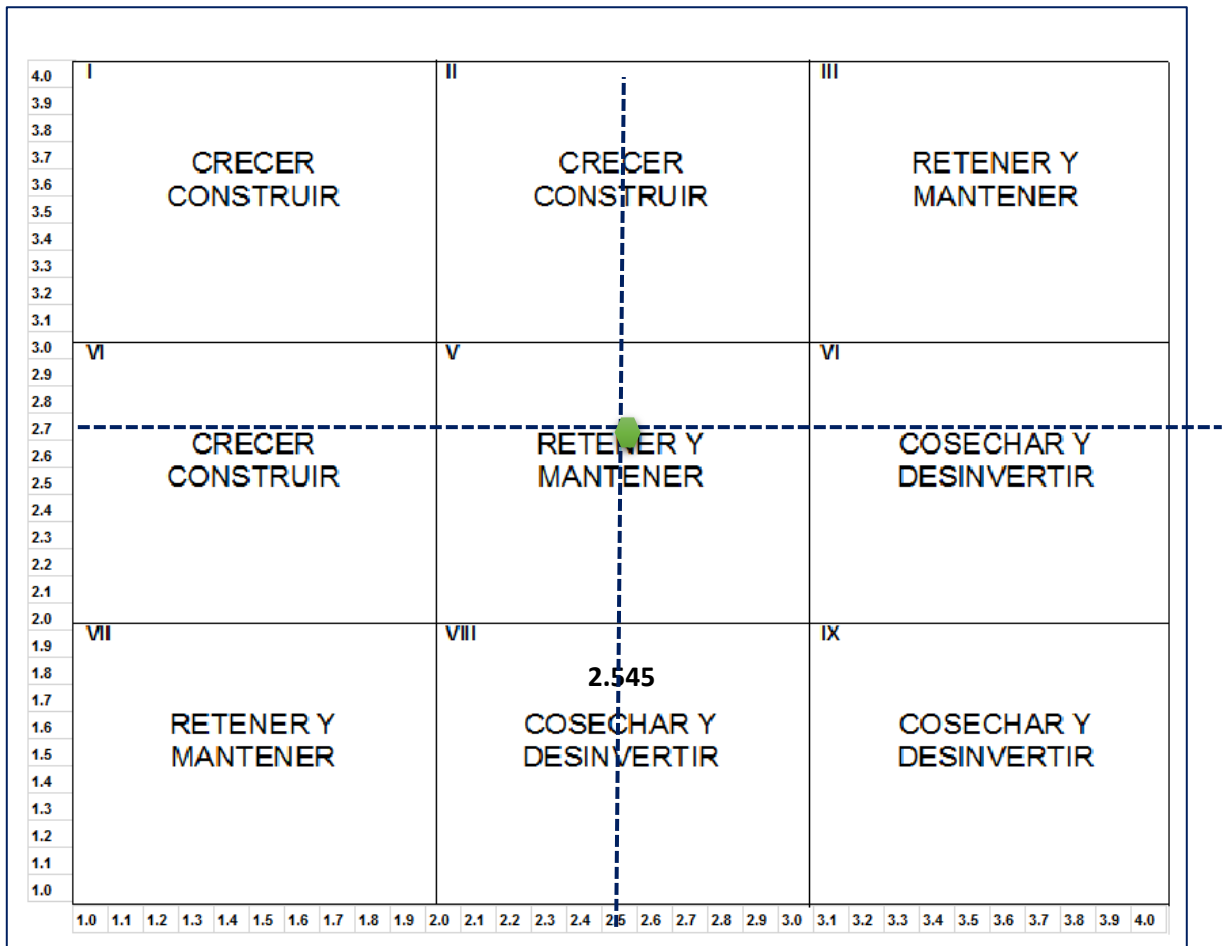 4.0
I
II
III
3.9
3.8
3.7
3.6
3.5
3.4
3.3
3.2
3.1
CRECER
CONSTRUIR
CRECER
CONSTRUIR
RETENER Y
MANTENER
3.0
VI
V
VI
2.9
2.8
2.7
2.6
2.5
2.4
2.3
2.2
2.1
CRECER
CONSTRUIR
RETENER Y
MANTENER
COSECHAR Y
DESINVERTIR
2.0
VII
VIII
IX
1.9
1.8
1.7
1.6
1.5
1.4
1.3
1.2
1.1
1.0
2.545
RETENER Y
MANTENER
COSECHAR Y
DESINVERTIR
COSECHAR Y
DESINVERTIR
1.0 1.1 1.2 1.3 1.4 1.5 1.6 1.7 1.8 1.9 2.0 2.1 2.2 2.3 2.4 2.5 2.6 2.7 2.8 2.9 3.0 3.1 3.2 3.3 3.4 3.5 3.6 3.7 3.8 3.9 4.0